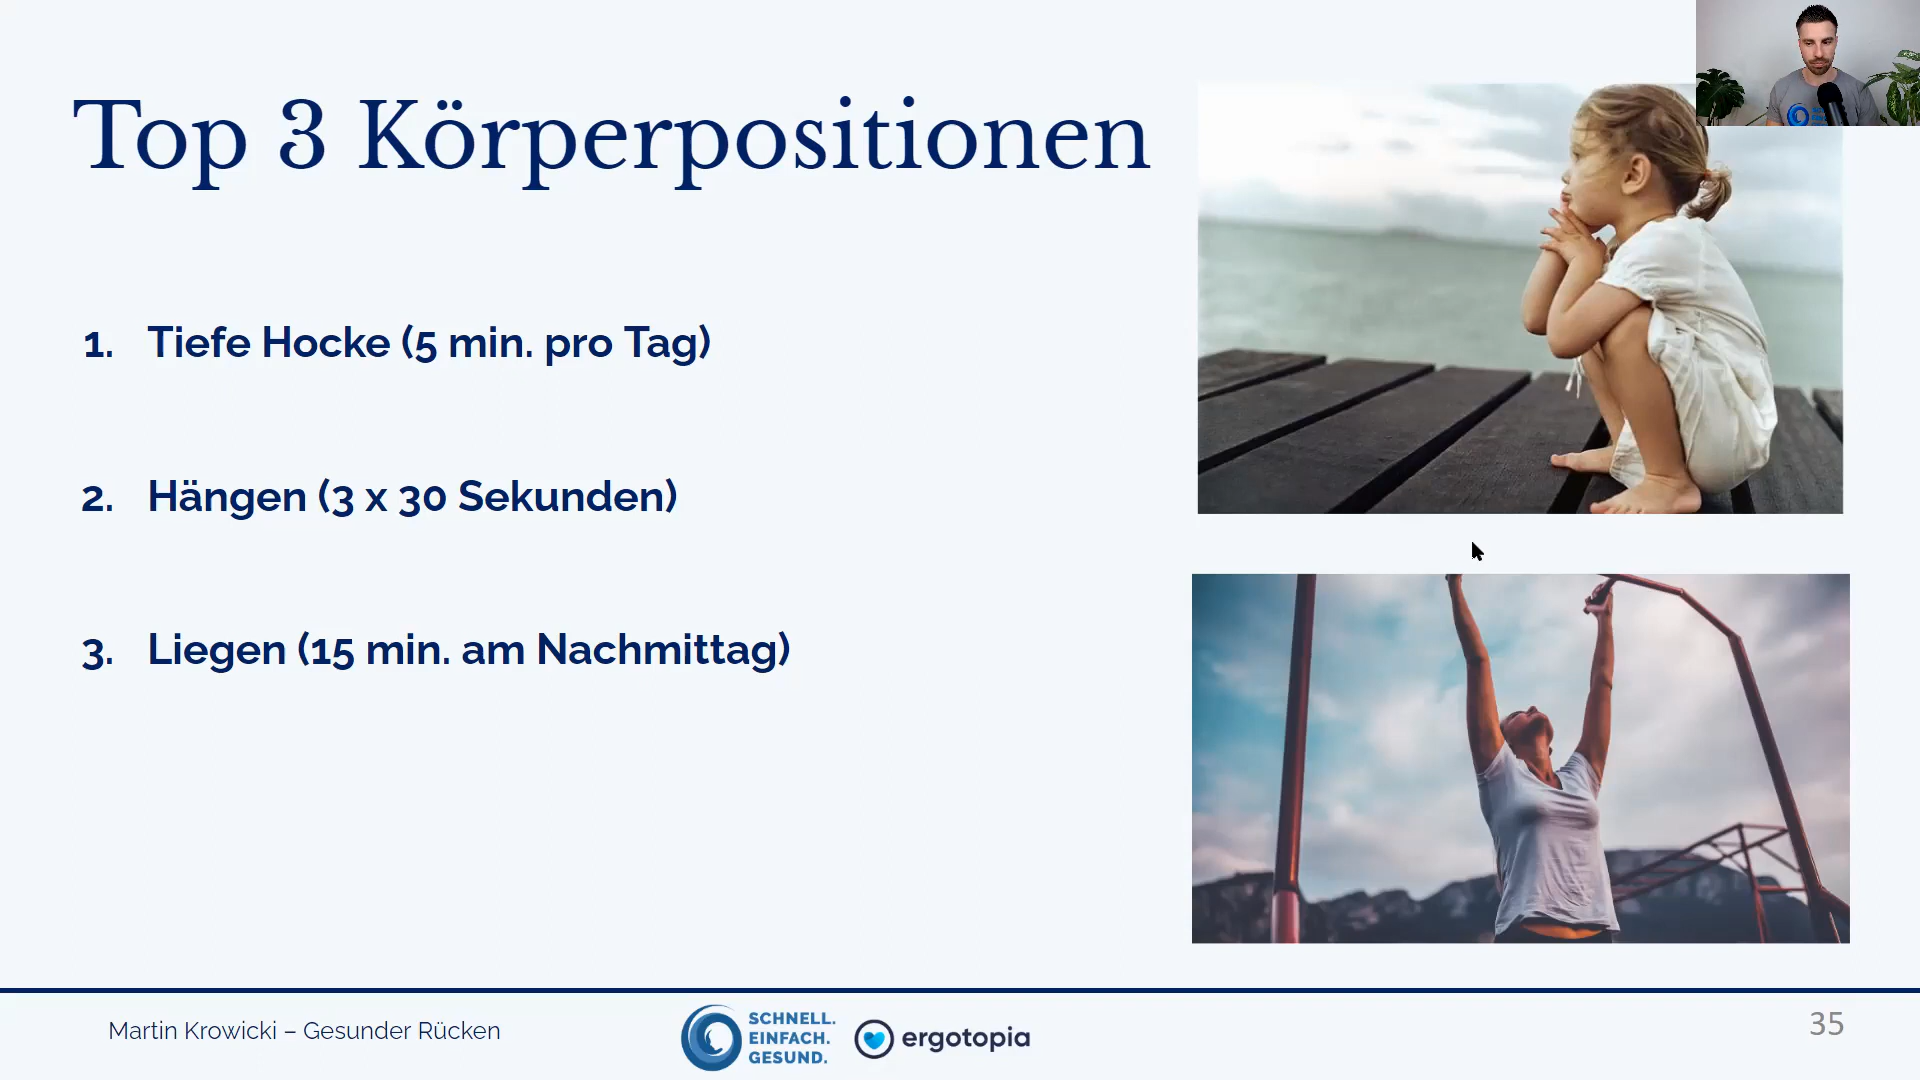 Top 3 Körperpositionen
1. Tiefe Hocke (5 min. pro Tag)
2. Hängen (3 x 30 Sekunden)
3. Liegen (15 min. am Nachmittag)
Martin Krowicki – Gesunder Rücken
SCHNELL.
EINFACH.
GESUND.
ergotopia
35